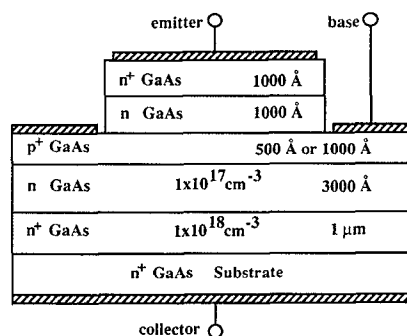 emitter base
n⁺ GaAs 1000 Å
n GaAs 1000 Å
p⁺ GaAs 500 Å or 1000 Å
n GaAs 1x10¹⁷cm⁻³ 3000 Å
n⁺ GaAs 1x10¹⁸cm⁻³ 1 μm
n⁺ GaAs Substrate
collector